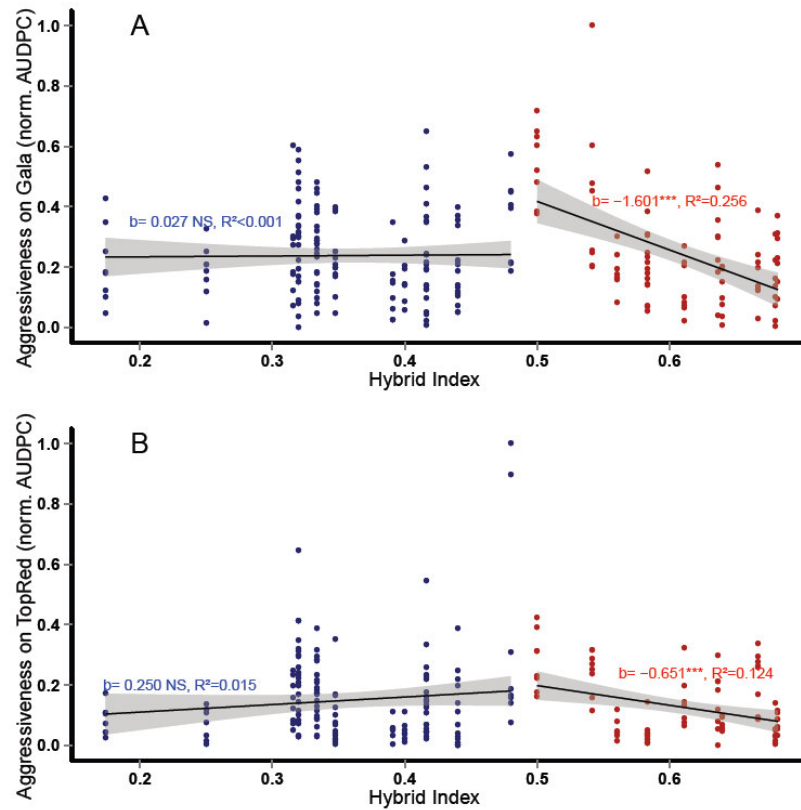 A
Aggressiveness on Gala (norm. AUDPC)
1.0
0.8
0.6
0.4
0.2
0.0
b= 0.027 NS, R²<0.001
b= −1.601***, R²=0.256
0.2 0.3 0.4 0.5 0.6
Hybrid Index
B
Aggressiveness on TopRed (norm. AUDPC)
1.0
0.8
0.6
0.4
0.2
0.0
b= 0.250 NS, R²=0.015
b= −0.651***, R²=0.124
0.2 0.3 0.4 0.5 0.6
Hybrid Index